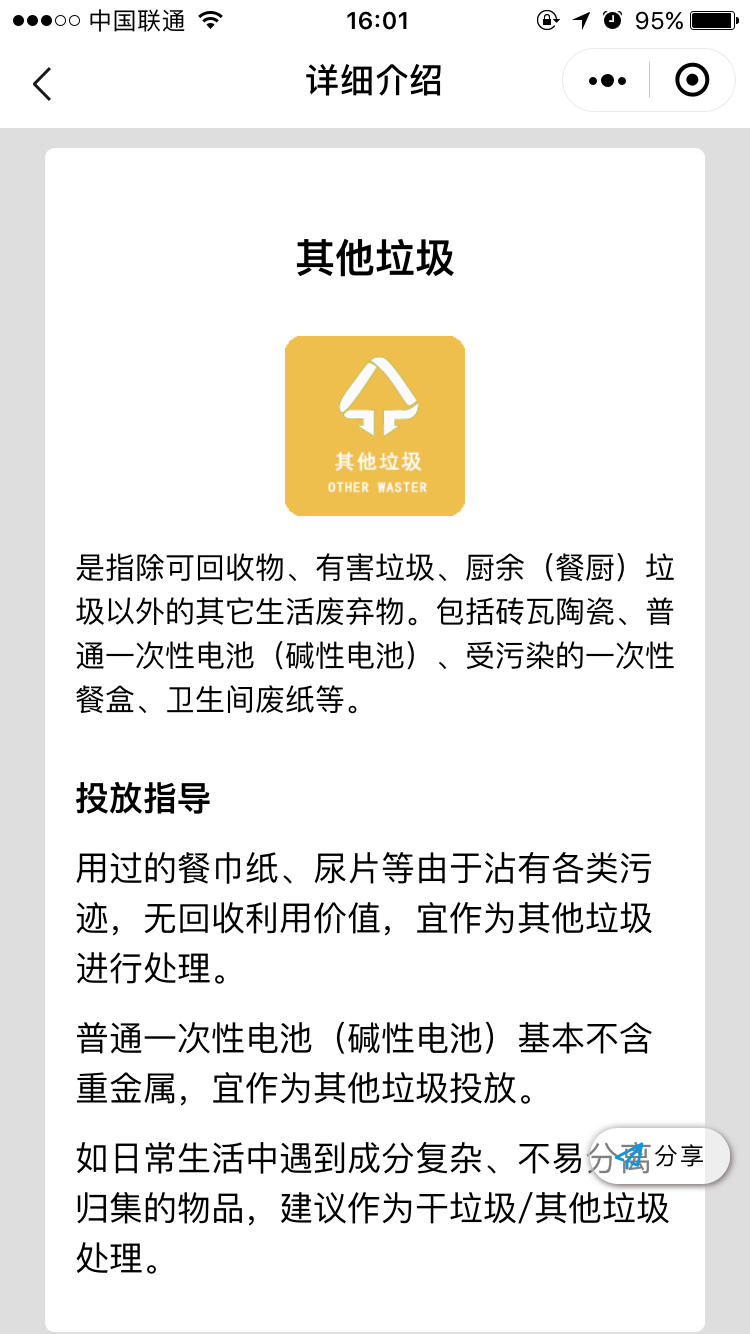 中国联通
16:01
95%
详细介绍
其他垃圾
其他垃圾
OTHER WASTER
是指除可回收物、有害垃圾、厨余（餐厨）垃
圾以外的其它生活废弃物。包括砖瓦陶瓷、普
通一次性电池（碱性电池）、受污染的一次性
餐盒、卫生间废纸等。
投放指导
用过的餐巾纸、尿片等由于沾有各类污
迹，无回收利用价值，宜作为其他垃圾
进行处理。
普通一次性电池（碱性电池）基本不含
重金属，宜作为其他垃圾投放。
如日常生活中遇到成分复杂、不易分离
分享
归集的物品，建议作为干垃圾/其他垃圾
处理。